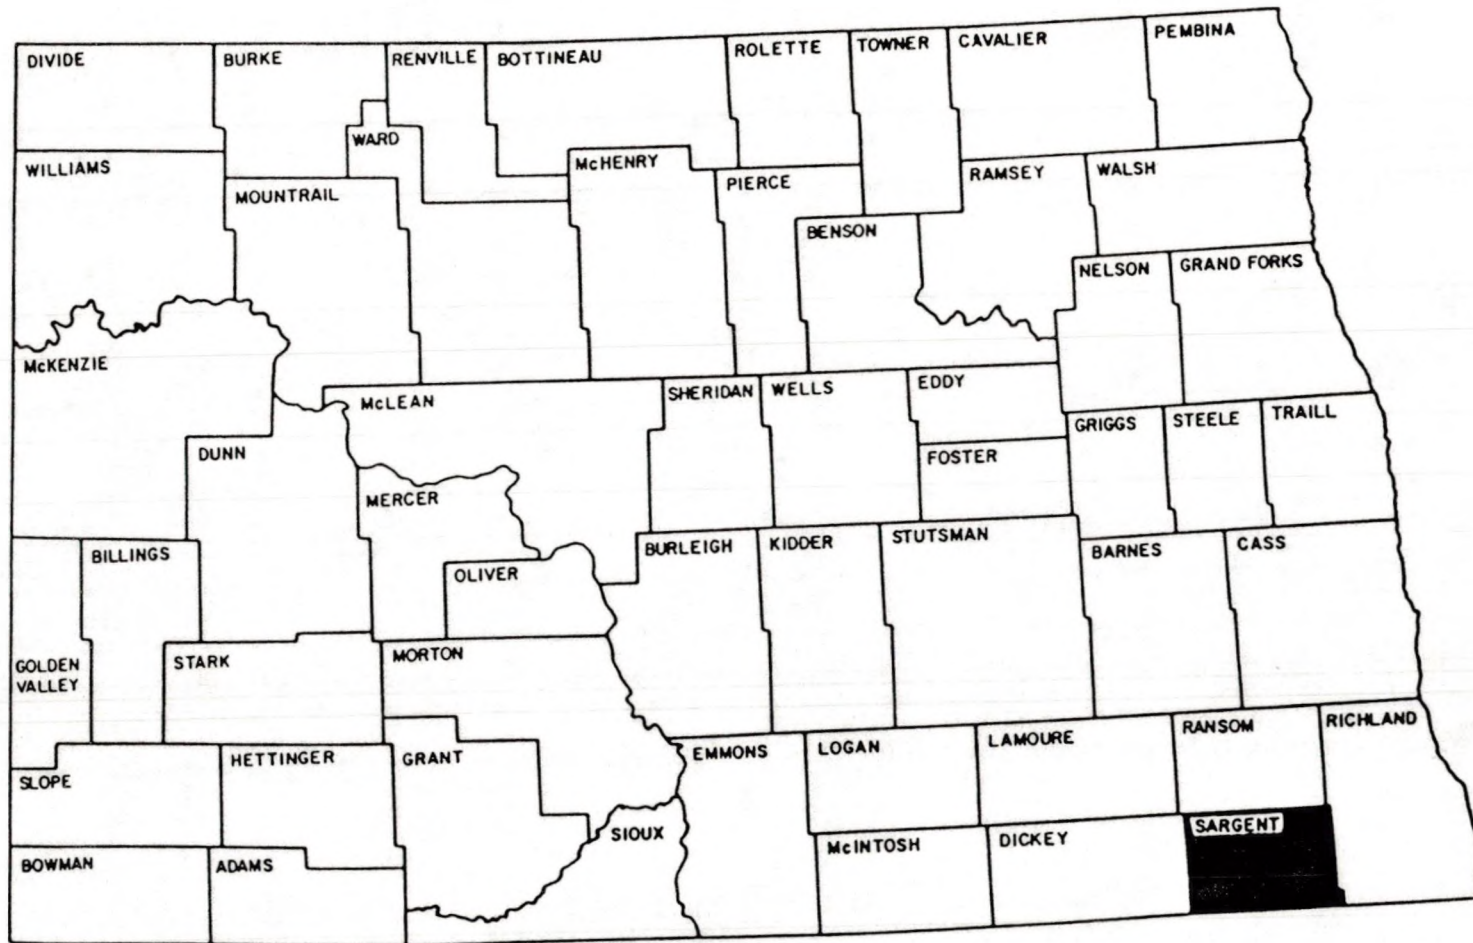 DIVIDE
BURKE
RENVILLE
BOTTINEAU
ROLETTE
TOWNER
CAVALIER
PEMBINA
WARD
WILLIAMS
MOUNTRAIL
McHENRY
PIERCE
RAMSEY
WALSH
BENSON
NELSON
GRAND FORKS
McKENZIE
McLEAN
SHERIDAN
WELLS
EDDY
GRIGGS
STEELE
TRAILL
DUNN
MERCER
FOSTER
BILLINGS
OLIVER
BURLEIGH
KIDDER
STUTSMAN
BARNES
CASS
GOLDEN
VALLEY
STARK
MORTON
SLOPE
HETTINGER
GRANT
EMMONS
LOGAN
LAMOURE
RANSOM
RICHLAND
SIOUX
SARGENT
BOWMAN
ADAMS
McINTOSH
DICKEY